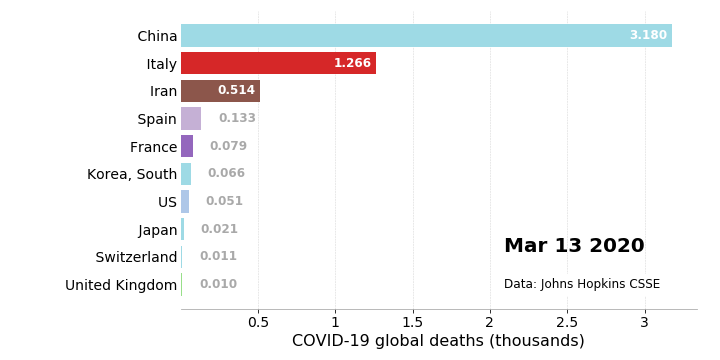 China 3.180
Italy 1.266
Iran 0.514
Spain 0.133
France 0.079
Korea, South 0.066
US 0.051
Japan 0.021
Switzerland 0.011
United Kingdom 0.010
Mar 13 2020
Data: Johns Hopkins CSSE
0.5 1 1.5 2 2.5 3
COVID-19 global deaths (thousands)